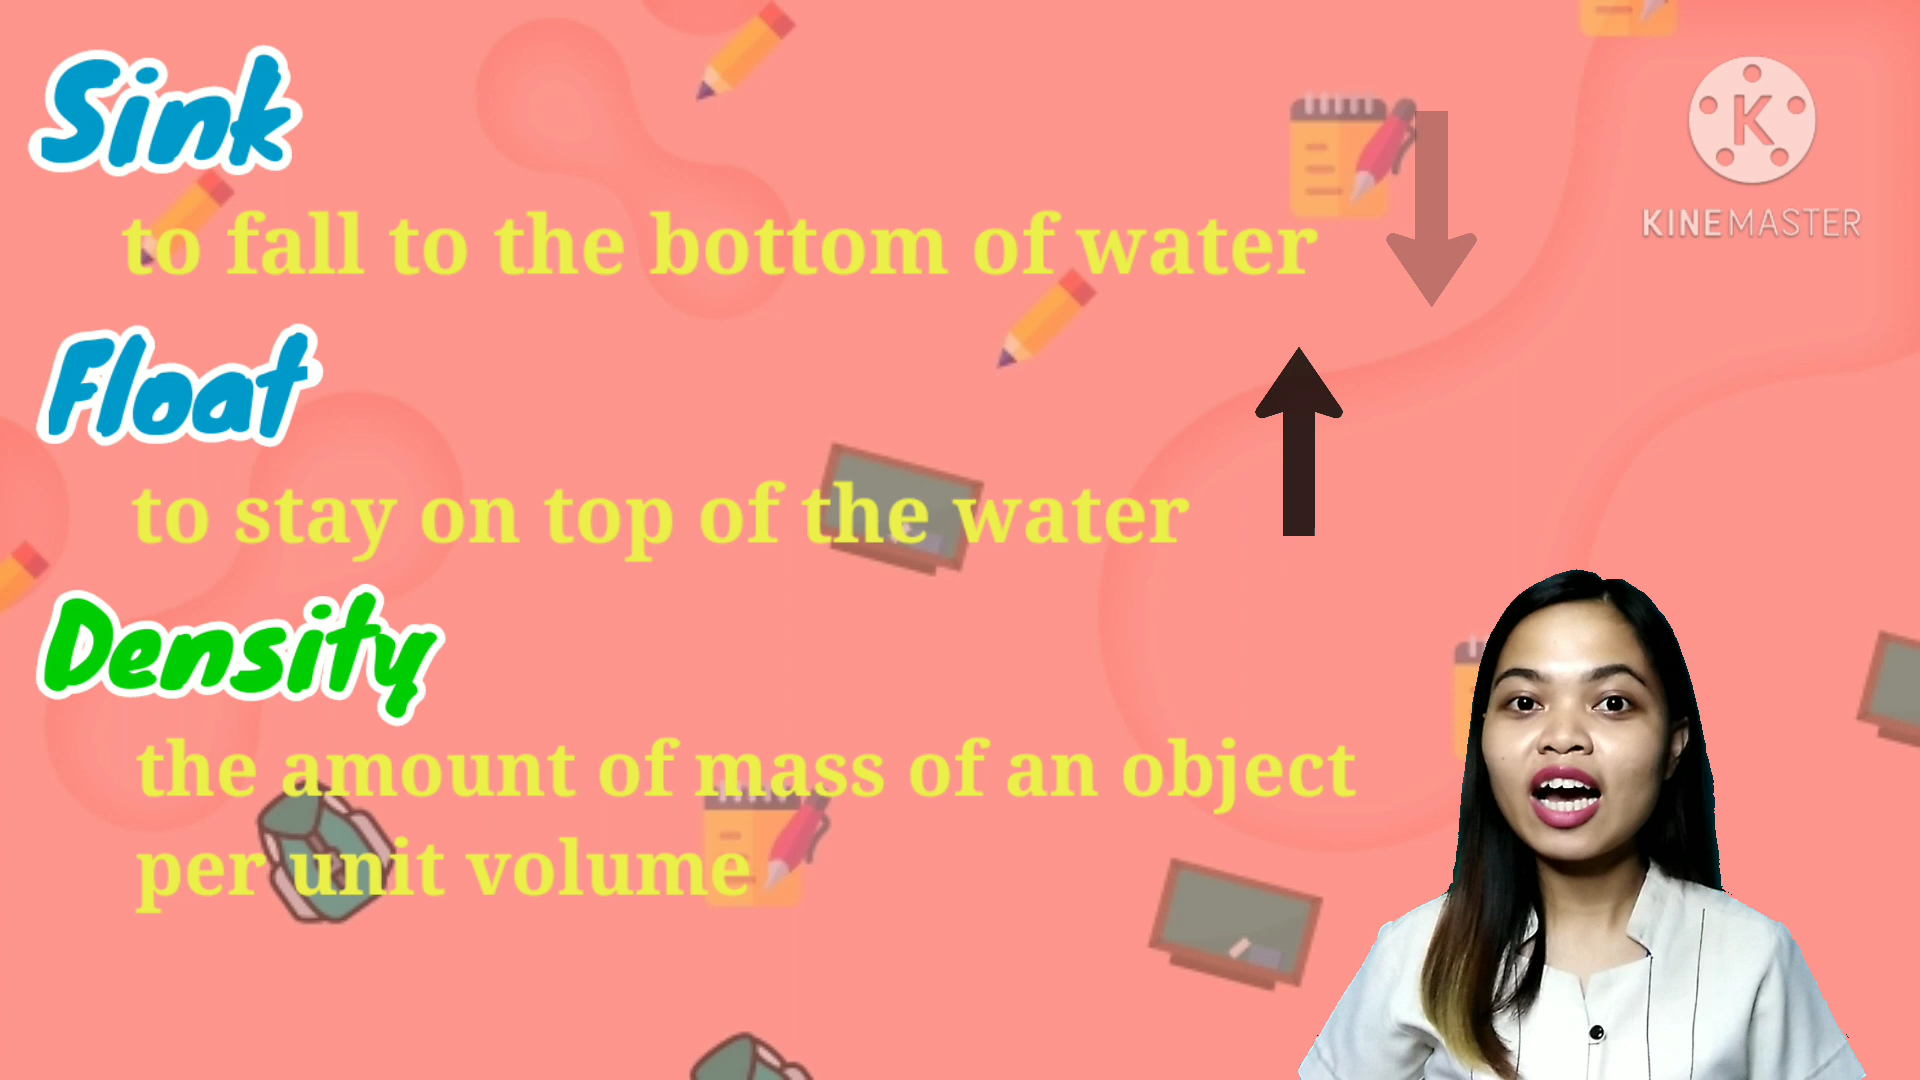 Sink
to fall to the bottom of water
K
KINEMASTER
Float
to stay on top of the water
Density
the amount of mass of an object
per unit volume